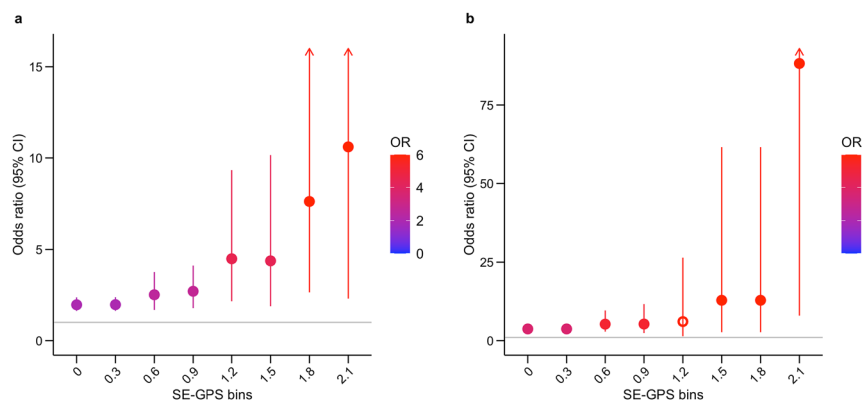 a
Odds ratio (95% CI)
15
10
5
0
0 0.3 0.6 0.9 1.2 1.5 1.8 2.1
SE-GPS bins
OR
6
4
2
0
b
Odds ratio (95% CI)
75
50
25
0
0 0.3 0.6 0.9 1.2 1.5 1.8 2.1
SE-GPS bins
OR